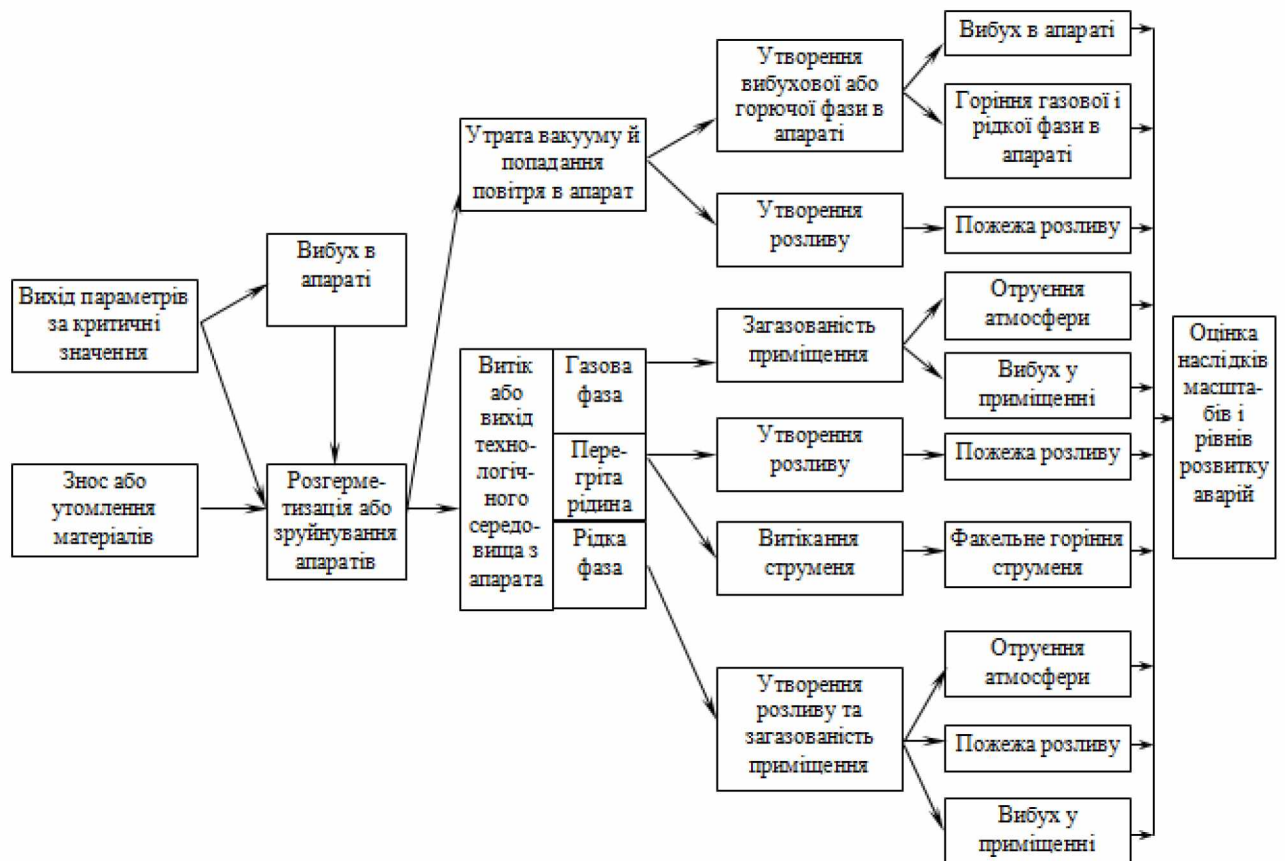 Вихід параметрів
за критичні
значення
Знос або
утомлення
матеріалів
Вибух в
апараті
Розгерме-
тизація або
зруйнування
апаратів
Утрата вакууму й
попадання
повітря в апарат
Витік
або
вихід
техно-
логіч-
ного
середо-
вища з
апарата
Газова
фаза
Пере-
гріта
рідина
Рідка
фаза
Утворення
вибухової або
горючої фази в
апараті
Утворення
розливу
Загазованість
приміщення
Утворення
розливу
Витікання
струменя
Утворення
розливу та
загазованість
приміщення
Вибух в апараті
Горіння газової і
рідкої фази в
апараті
Пожежа розливу
Отруєння
атмосфери
Вибух у
приміщенні
Пожежа розливу
Факельне горіння
струменя
Отруєння
атмосфери
Пожежа розливу
Вибух у
приміщенні
Оцінка
наслідків
масшта-
бів і
рівнів
розвитку
аварій